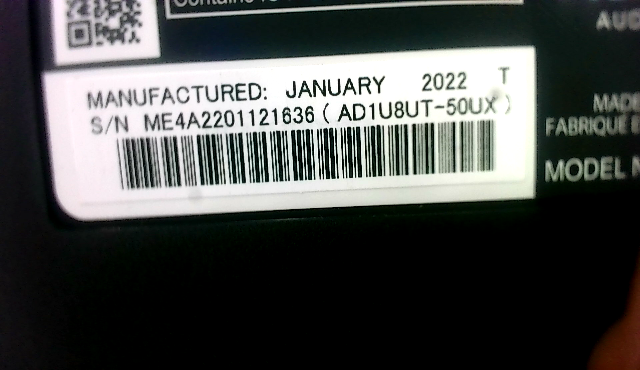 MANUFACTURED: JANUARY 2022 T
S/N ME4A2201121636 ( AD1U8UT-50UX )
MADE
FABRIQUÉ
MODEL